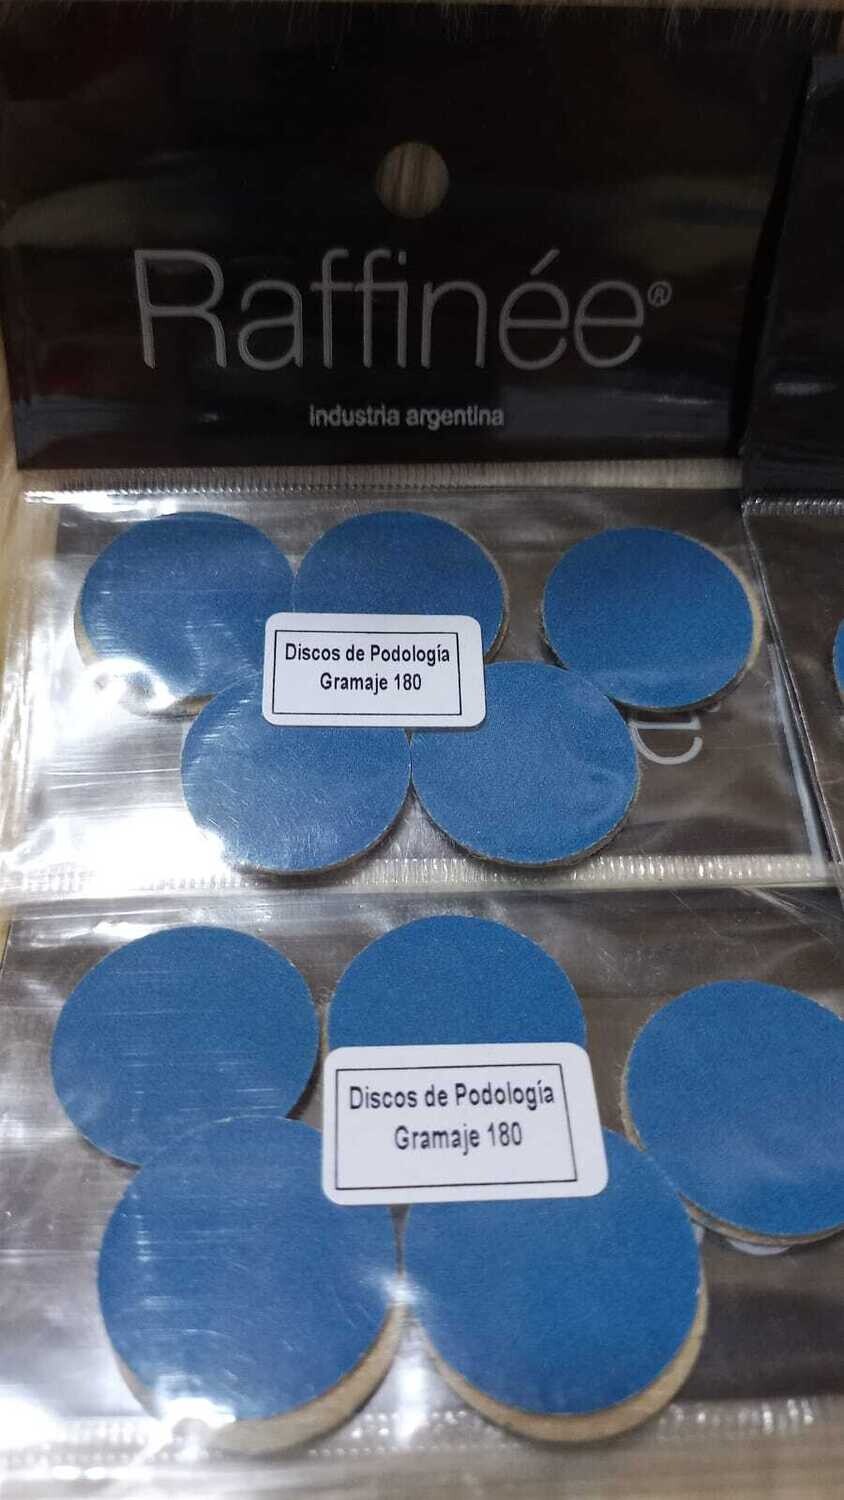 Raffinée®
industria argentina
Discos de Podología
Gramaje 180
Discos de Podología
Gramaje 180